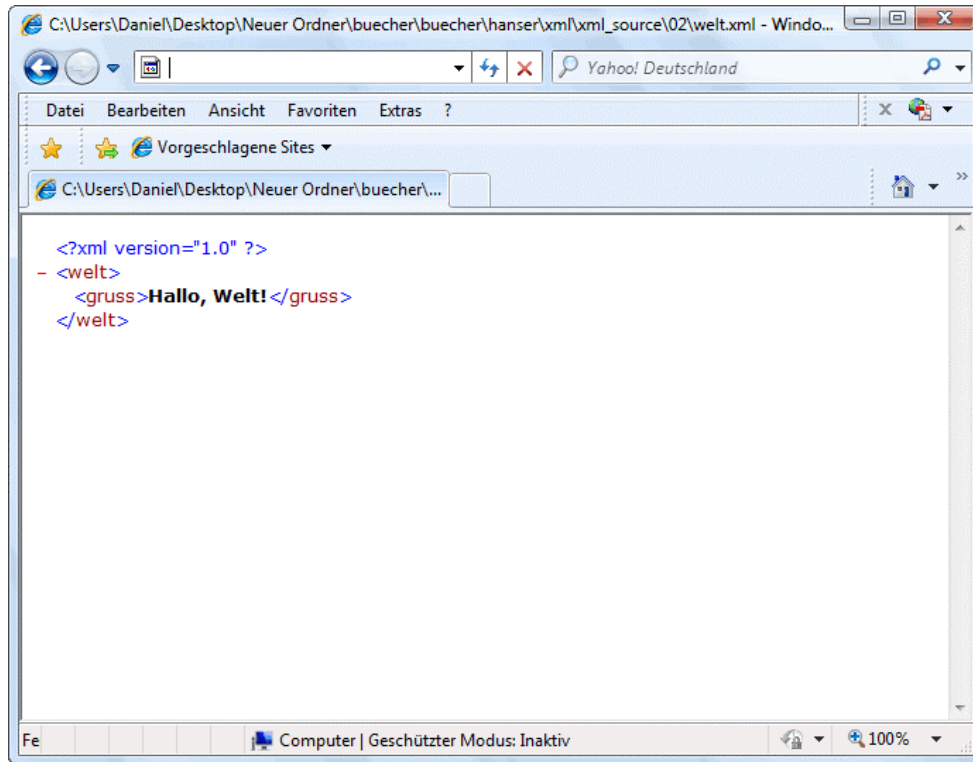 C:\Users\Daniel\Desktop\Neuer Ordner\buecher\buecher\hanser\xml\xml_source\02\welt.xml - Windo...
Yahoo! Deutschland
Datei Bearbeiten Ansicht Favoriten Extras ?
Vorgeschlagene Sites
C:\Users\Daniel\Desktop\Neuer Ordner\buecher\...
<?xml version="1.0" ?>
- <welt>
<gruss>Hallo, Welt!</gruss>
</welt>
Fe Computer | Geschützter Modus: Inaktiv 100%